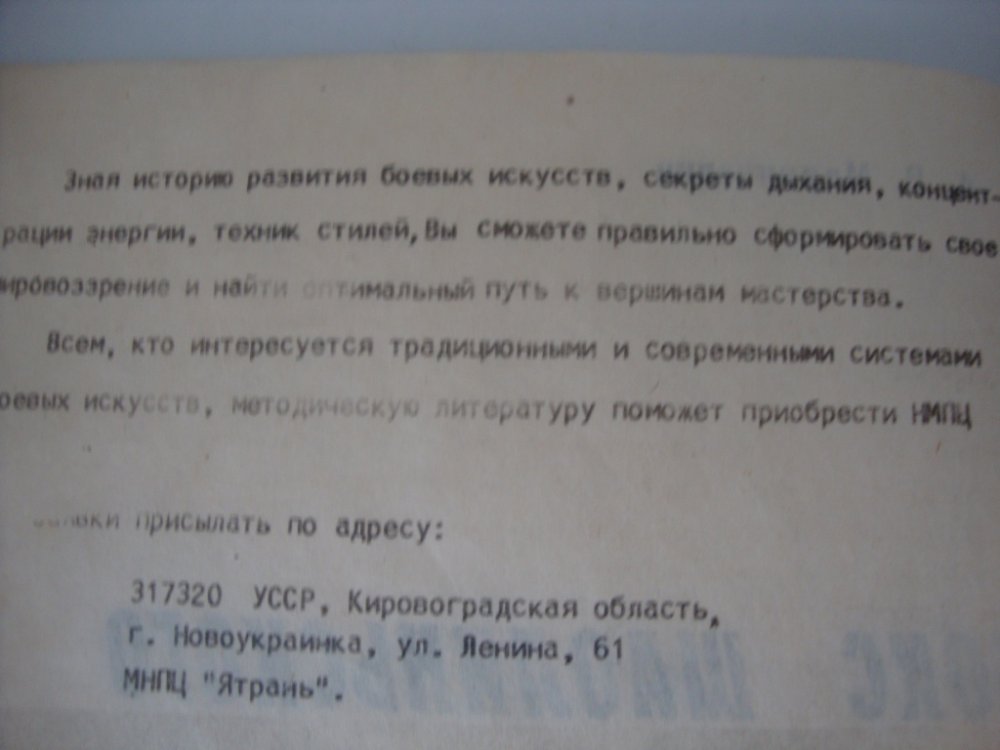 Зная историю развития боевых искусств, секреты дыхания, концент-
рации энергии, техник стилей, Вы сможете правильно сформировать свое
мировоззрение и найти оптимальный путь к вершинам мастерства.
Всем, кто интересуется традиционными и современными системами
боевых искусств, методическую литературу поможет приобрести НМПЦ
присылать по адресу:
317320 УССР, Кировоградская область,
г. Новоукраинка, ул. Ленина, 61
МНПЦ "Ятрань".